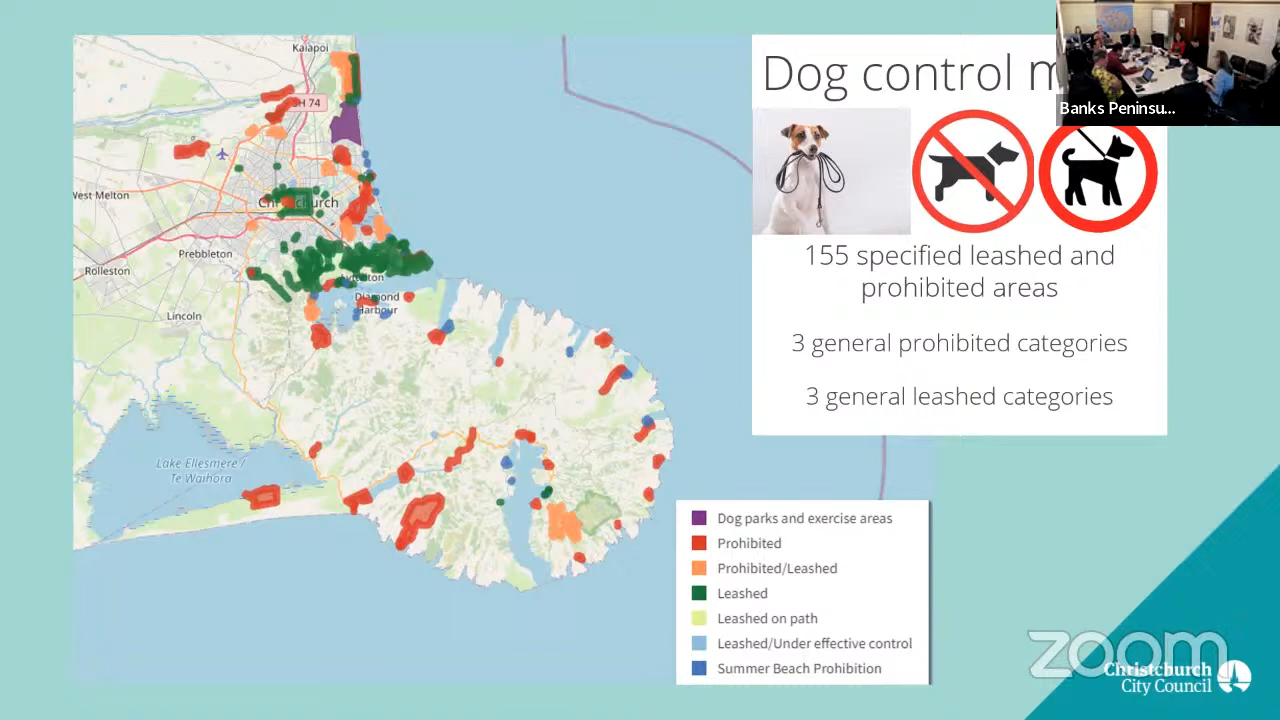 Kaiapoi
SH 74
West Melton
Christchurch
Prebbleton
Rolleston
Lyttelton
Diamond
Harbour
Lincoln
Lake Ellesmere /
Te Waihora
Dog control m
Banks Peninsu...
155 specified leashed and
prohibited areas
3 general prohibited categories
3 general leashed categories
Dog parks and exercise areas
Prohibited
Prohibited/Leashed
Leashed
Leashed on path
Leashed/Under effective control
Summer Beach Prohibition
zoom
Christchurch
City Council